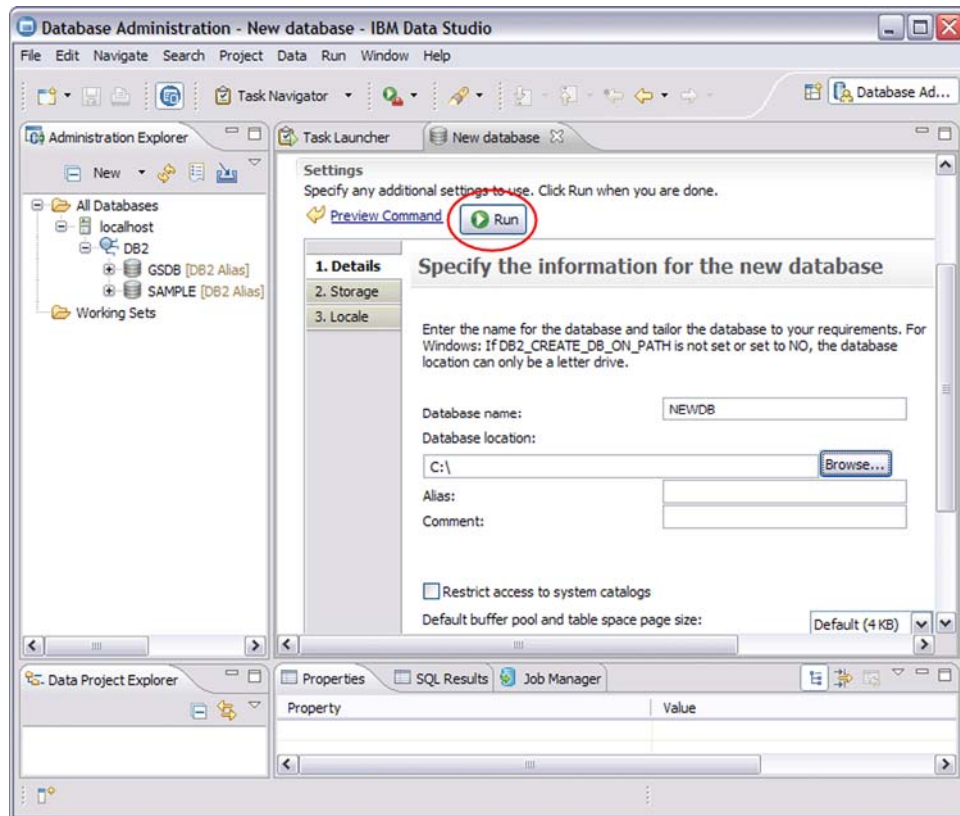 Database Administration - New database - IBM Data Studio
File Edit Navigate Search Project Data Run Window Help
Task Navigator
Database Ad...
Administration Explorer
New
All Databases
localhost
DB2
GSDB [DB2 Alias]
SAMPLE [DB2 Alias]
Working Sets
Task Launcher
New database
Settings
Specify any additional settings to use. Click Run when you are done.
Preview Command
Run
1. Details
2. Storage
3. Locale
Specify the information for the new database
Enter the name for the database and tailor the database to your requirements. For
Windows: If DB2_CREATE_DB_ON_PATH is not set or set to NO, the database
location can only be a letter drive.
Database name:
NEWDB
Database location:
C:\
Browse...
Alias:
Comment:
Restrict access to system catalogs
Default buffer pool and table space page size:
Default (4 KB)
Data Project Explorer
Properties
SQL Results
Job Manager
Property
Value